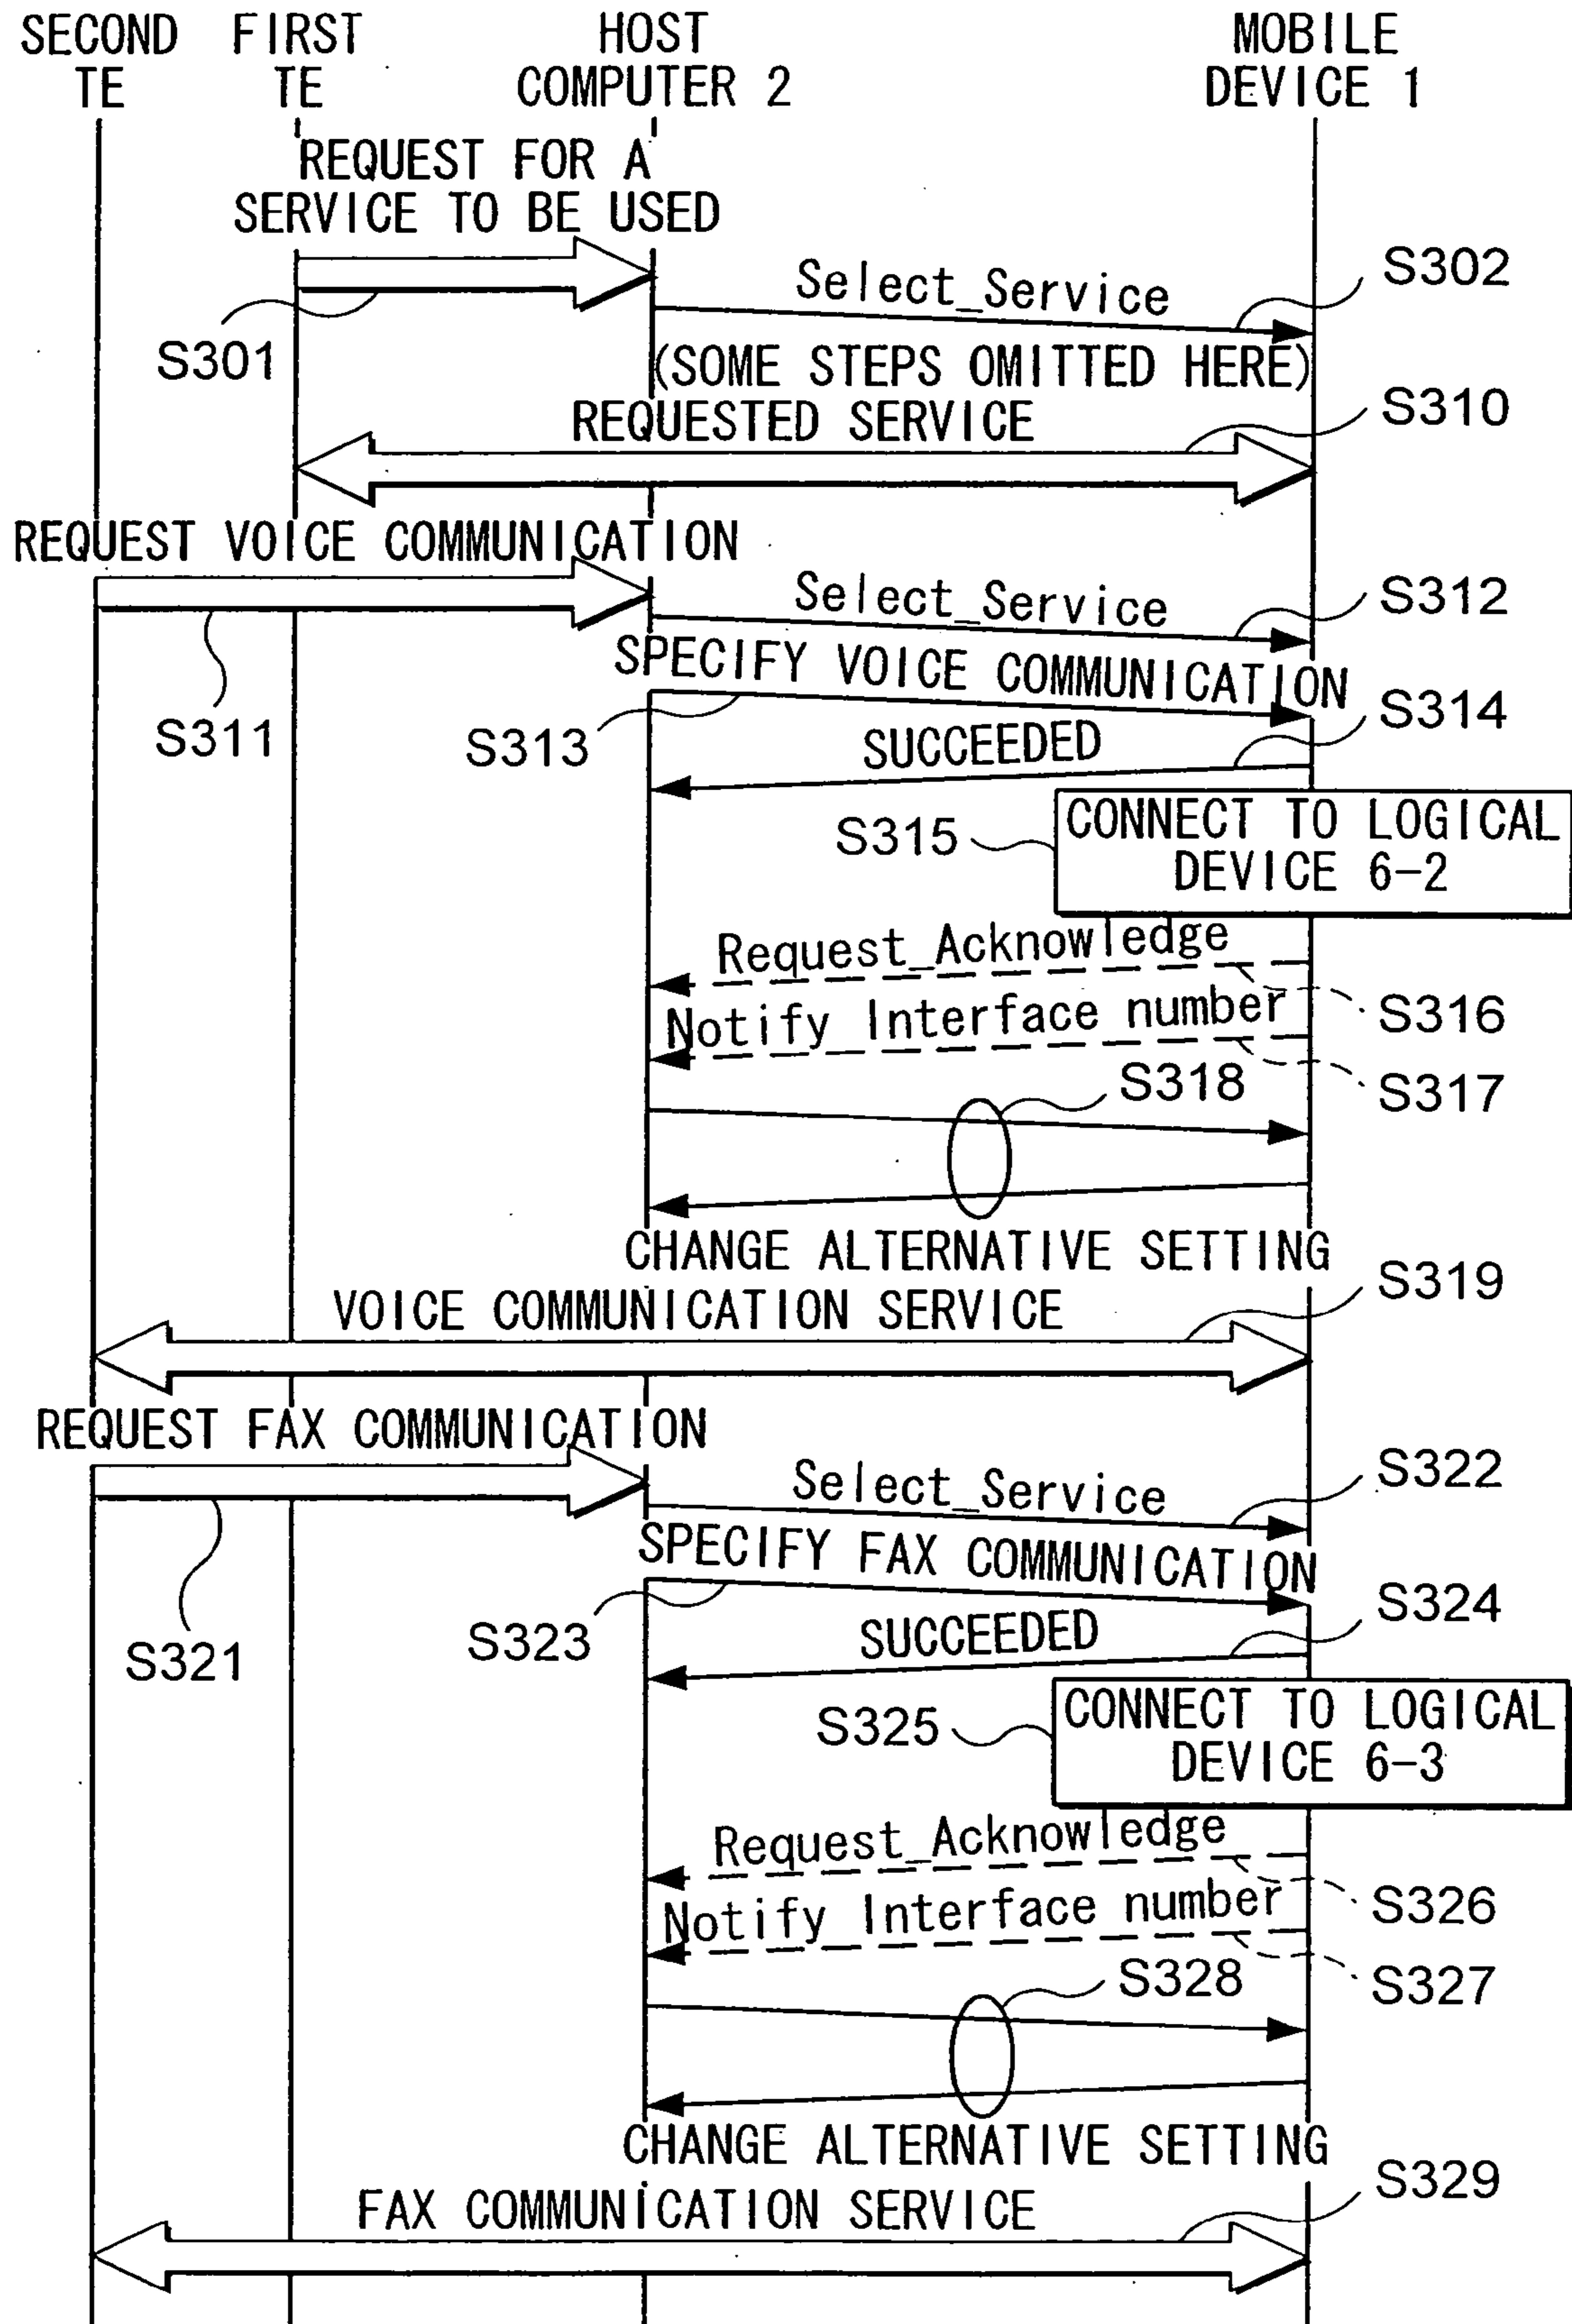 SECOND TE
FIRST TE
HOST COMPUTER 2
MOBILE DEVICE 1
REQUEST FOR A
SERVICE TO BE USED
S301
Select_Service
S302
(SOME STEPS OMITTED HERE)
REQUESTED SERVICE
S310
REQUEST VOICE COMMUNICATION
S311
Select_Service
S312
SPECIFY VOICE COMMUNICATION
S313
SUCCEEDED
S314
S315
CONNECT TO LOGICAL
DEVICE 6-2
Request_Acknowledge
S316
Notify_Interface number
S317
S318
CHANGE ALTERNATIVE SETTING
VOICE COMMUNICATION SERVICE
S319
REQUEST FAX COMMUNICATION
S321
Select_Service
S322
SPECIFY FAX COMMUNICATION
S323
SUCCEEDED
S324
S325
CONNECT TO LOGICAL
DEVICE 6-3
Request_Acknowledge
S326
Notify_Interface number
S327
S328
CHANGE ALTERNATIVE SETTING
FAX COMMUNICATION SERVICE
S329